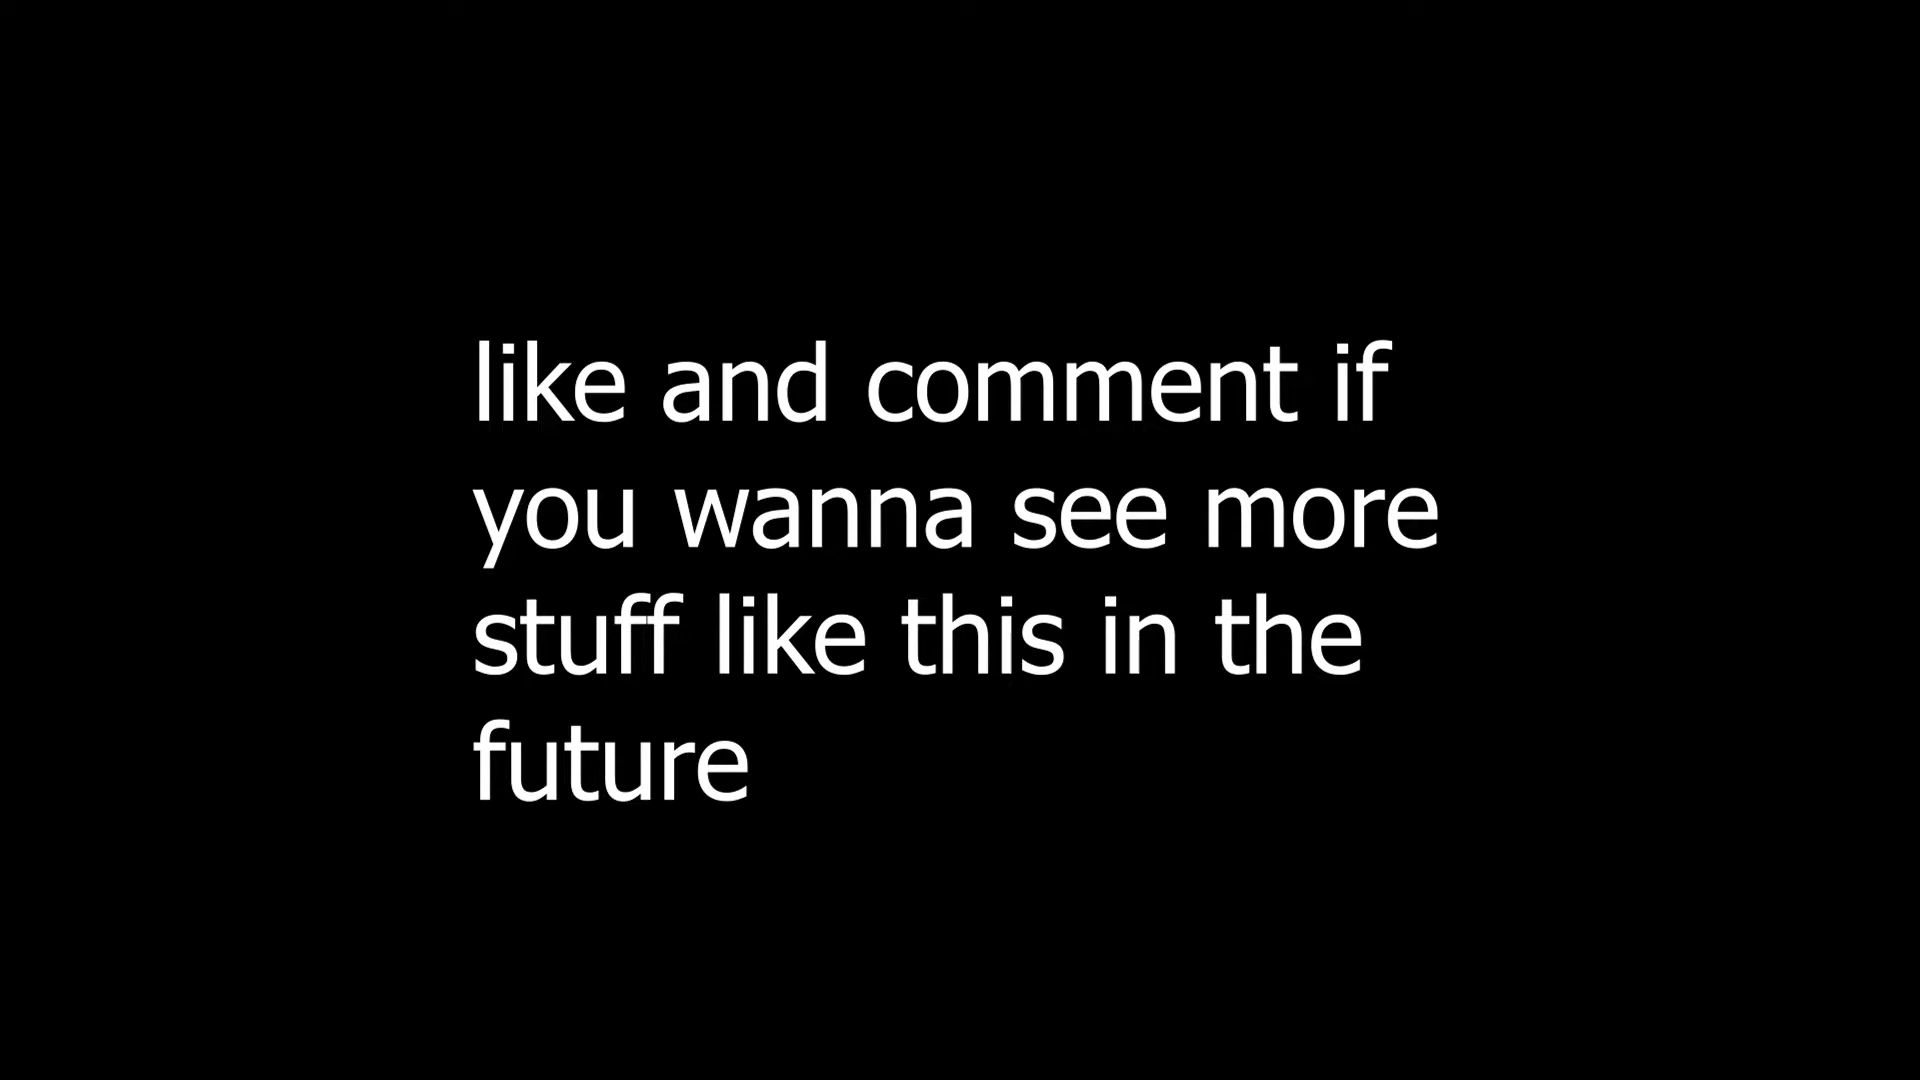 like and comment if
you wanna see more
stuff like this in the
future